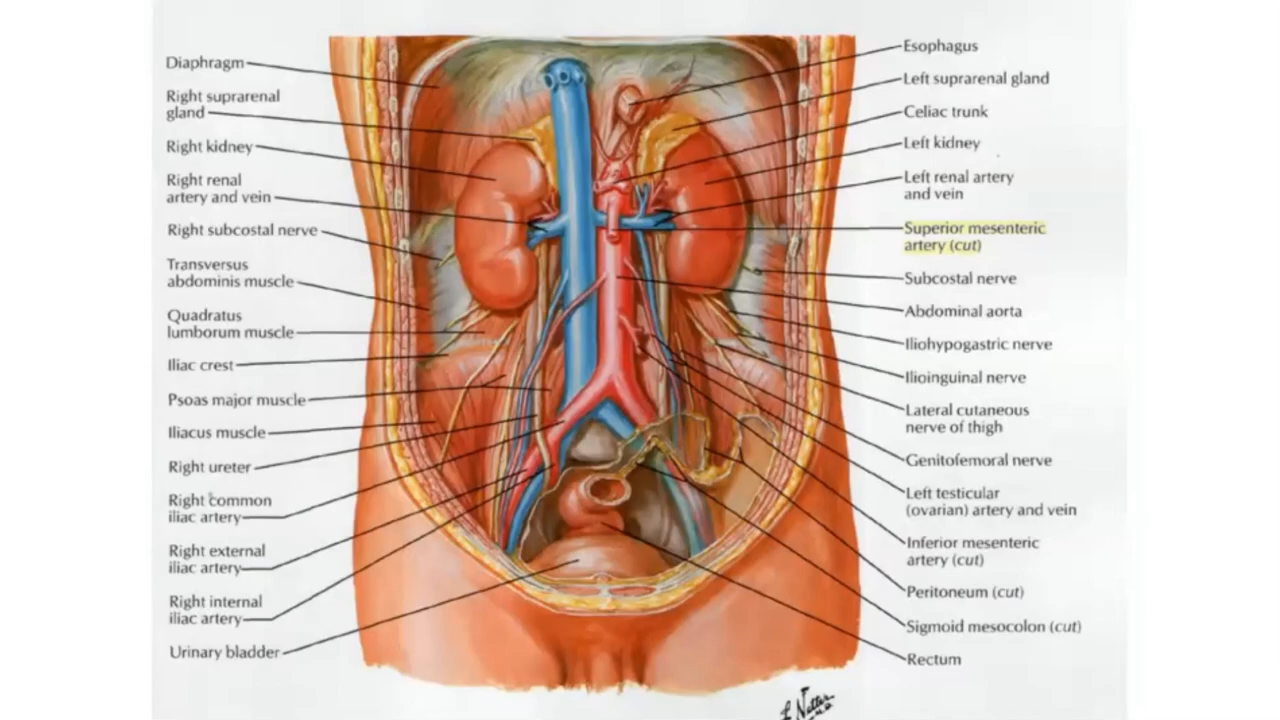 Diaphragm
Right suprarenal
gland
Right kidney
Right renal
artery and vein
Right subcostal nerve
Transversus
abdominis muscle
Quadratus
lumborum muscle
Iliac crest
Psoas major muscle
Iliacus muscle
Right ureter
Right common
iliac artery
Right external
iliac artery
Right internal
iliac artery
Urinary bladder
Esophagus
Left suprarenal gland
Celiac trunk
Left kidney
Left renal artery
and vein
Superior mesenteric
artery (cut)
Subcostal nerve
Abdominal aorta
Iliohypogastric nerve
Ilioinguinal nerve
Lateral cutaneous
nerve of thigh
Genitofemoral nerve
Left testicular
(ovarian) artery and vein
Inferior mesenteric
artery (cut)
Peritoneum (cut)
Sigmoid mesocolon (cut)
Rectum
F. Netter